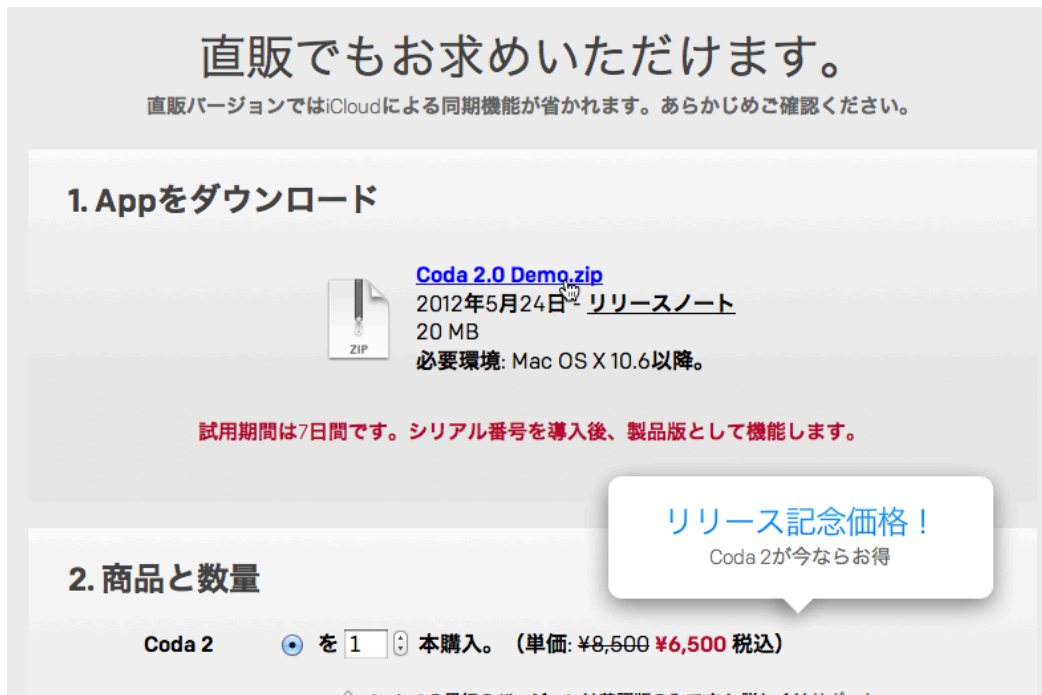 直販でもお求めいただけます。
直販バージョンではiCloudによる同期機能が省かれます。あらかじめご確認ください。
1. Appをダウンロード
Coda 2.0 Demo.zip
2012年5月24日 - リリースノート
ZIP
20 MB
必要環境: Mac OS X 10.6以降。
試用期間は7日間です。シリアル番号を導入後、製品版として機能します。
リリース記念価格！
Coda 2が今ならお得
2. 商品と数量
Coda 2 を 1 本購入。（単価: ¥8,500 ¥6,500 税込）